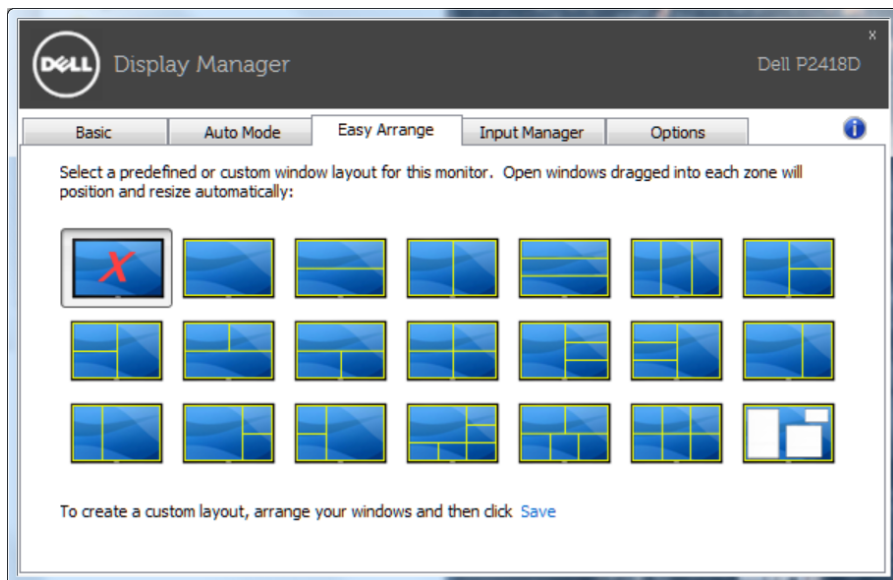 x
DELL Display Manager Dell P2418D
Basic Auto Mode Easy Arrange Input Manager Options i
Select a predefined or custom window layout for this monitor. Open windows dragged into each zone will
position and resize automatically:
X
To create a custom layout, arrange your windows and then click Save